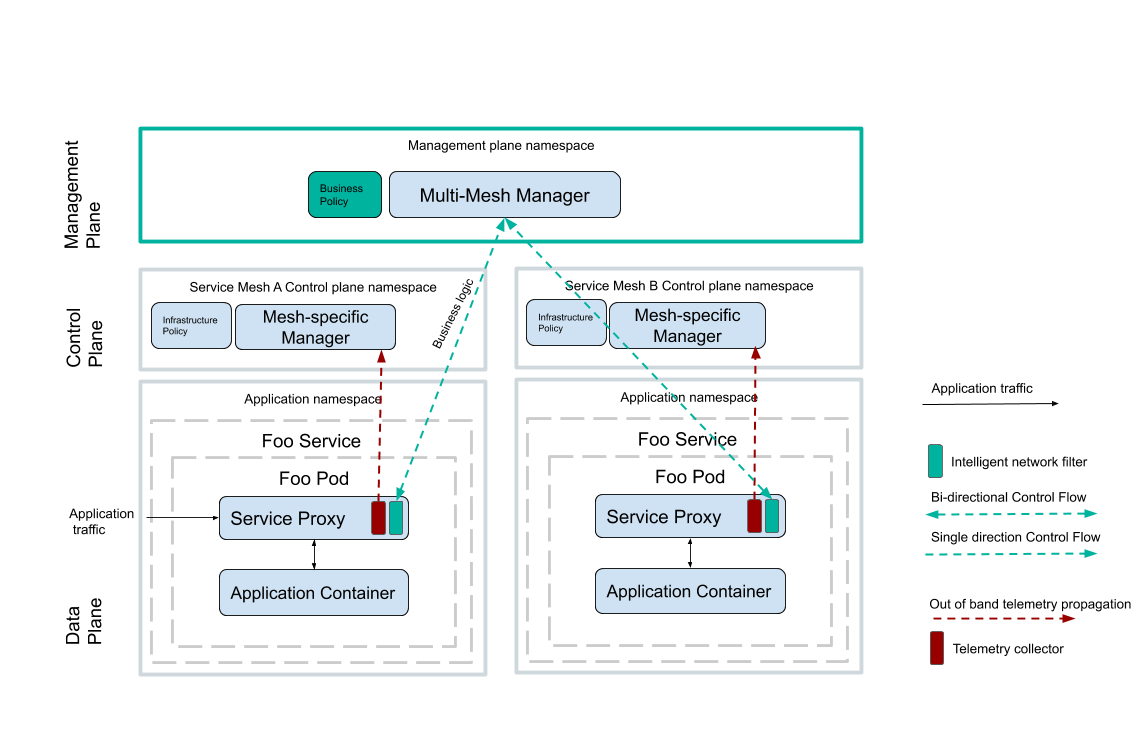 Management
Plane
Management plane namespace
Business
Policy
Multi-Mesh Manager
Control
Plane
Service Mesh A Control plane namespace
Infrastructure
Policy
Mesh-specific
Manager
Business logic
Service Mesh B Control plane namespace
Infrastructure
Policy
Mesh-specific
Manager
Data
Plane
Application namespace
Foo Service
Foo Pod
Service Proxy
Application
traffic
Application Container
Application namespace
Foo Service
Foo Pod
Service Proxy
Application Container
Application traffic
Intelligent network filter
Bi-directional Control Flow
Single direction Control Flow
Out of band telemetry propagation
Telemetry collector